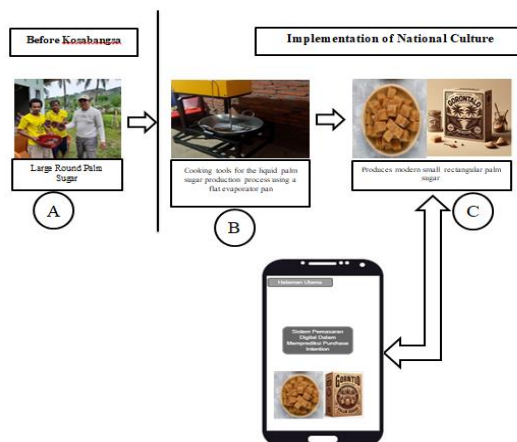 Before Kosabangsa
Implementation of National Culture
Large Round Palm
Sugar
A
Cooking tools for the liquid palm
sugar production process using a
flat evaporator pan
B
GORONTALO
Produces modern small rectangular palm
sugar
C
Halaman Utama
Sistem Pemasaran
Digital Dalam
Memprediksi Purchase
Intention